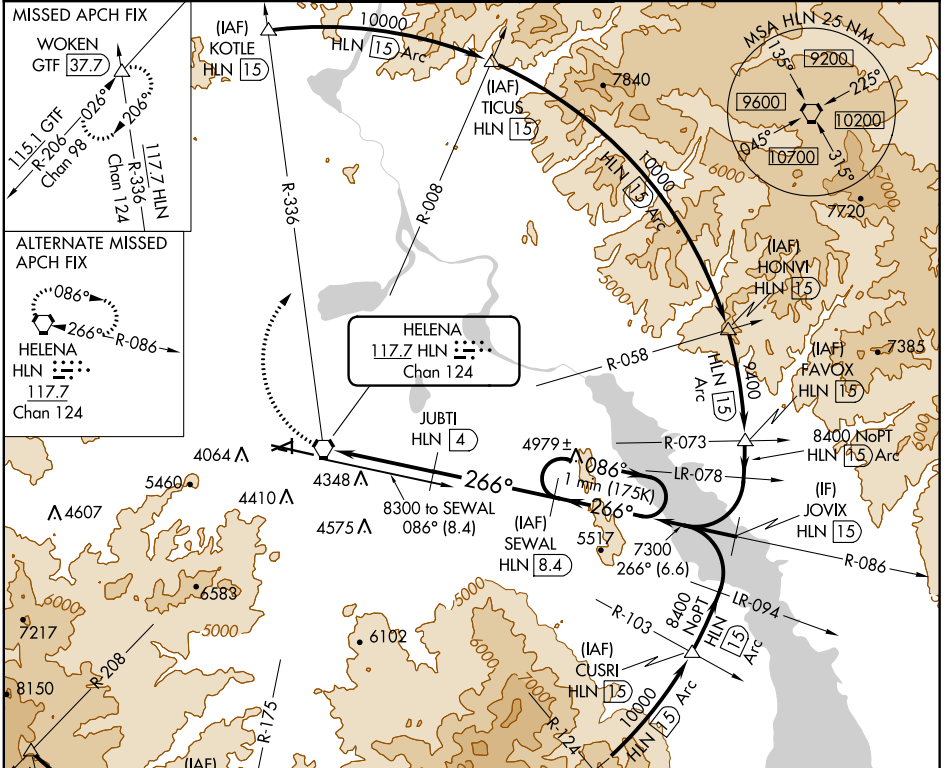 MISSED APCH FIX
WOKEN
GTF 37.7
026°
206°
115.1 GTF
R-206
Chan 98
117.7 HLN
R-336
Chan 124
ALTERNATE MISSED
APCH FIX
086°
266°
R-086
HELENA
HLN
117.7
Chan 124
(IAF)
KOTLE
HLN 15
10000
HLN 15 Arc
(IAF)
TICUS
HLN 15
7840
MSA HLN 25 NM
135°
9200
225°
9600
10200
045°
10700
315°
6000
7720
10000
HLN 15 Arc
R-336
R-008
5000
(IAF)
HONVI
HLN 15
R-058
7385
HELENA
117.7 HLN
Chan 124
9400
HLN 15
Arc
(IAF)
FAVOX
HLN 15
R-073
8400 NoPT
HLN 15 Arc
JUBTI
HLN 4
4979±
086°
1 min (175K)
LR-078
4064
4348
266°
266°
5460
4410
4607
4575
8300 to SEWAL
086° (8.4)
(IAF)
SEWAL
HLN 8.4
5517
7300
266° (6.6)
(IF)
JOVIX
HLN 15
R-086
6583
5000
6000
7217
5000
6102
6000
R-103
8400
NoPT
HLN
15
Arc
LR-094
(IAF)
CUSRI
HLN 15
8150
R-208
R-175
R-124
10000
HLN 15 Arc
(IAF)